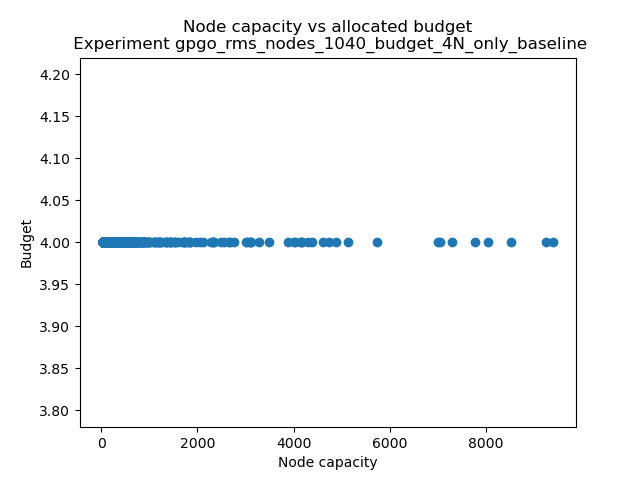 Node capacity vs allocated budget
Experiment gpgo_rms_nodes_1040_budget_4N_only_baseline
4.20
4.15
4.10
4.05
4.00
3.95
3.90
3.85
3.80
Budget
0 2000 4000 6000 8000
Node capacity